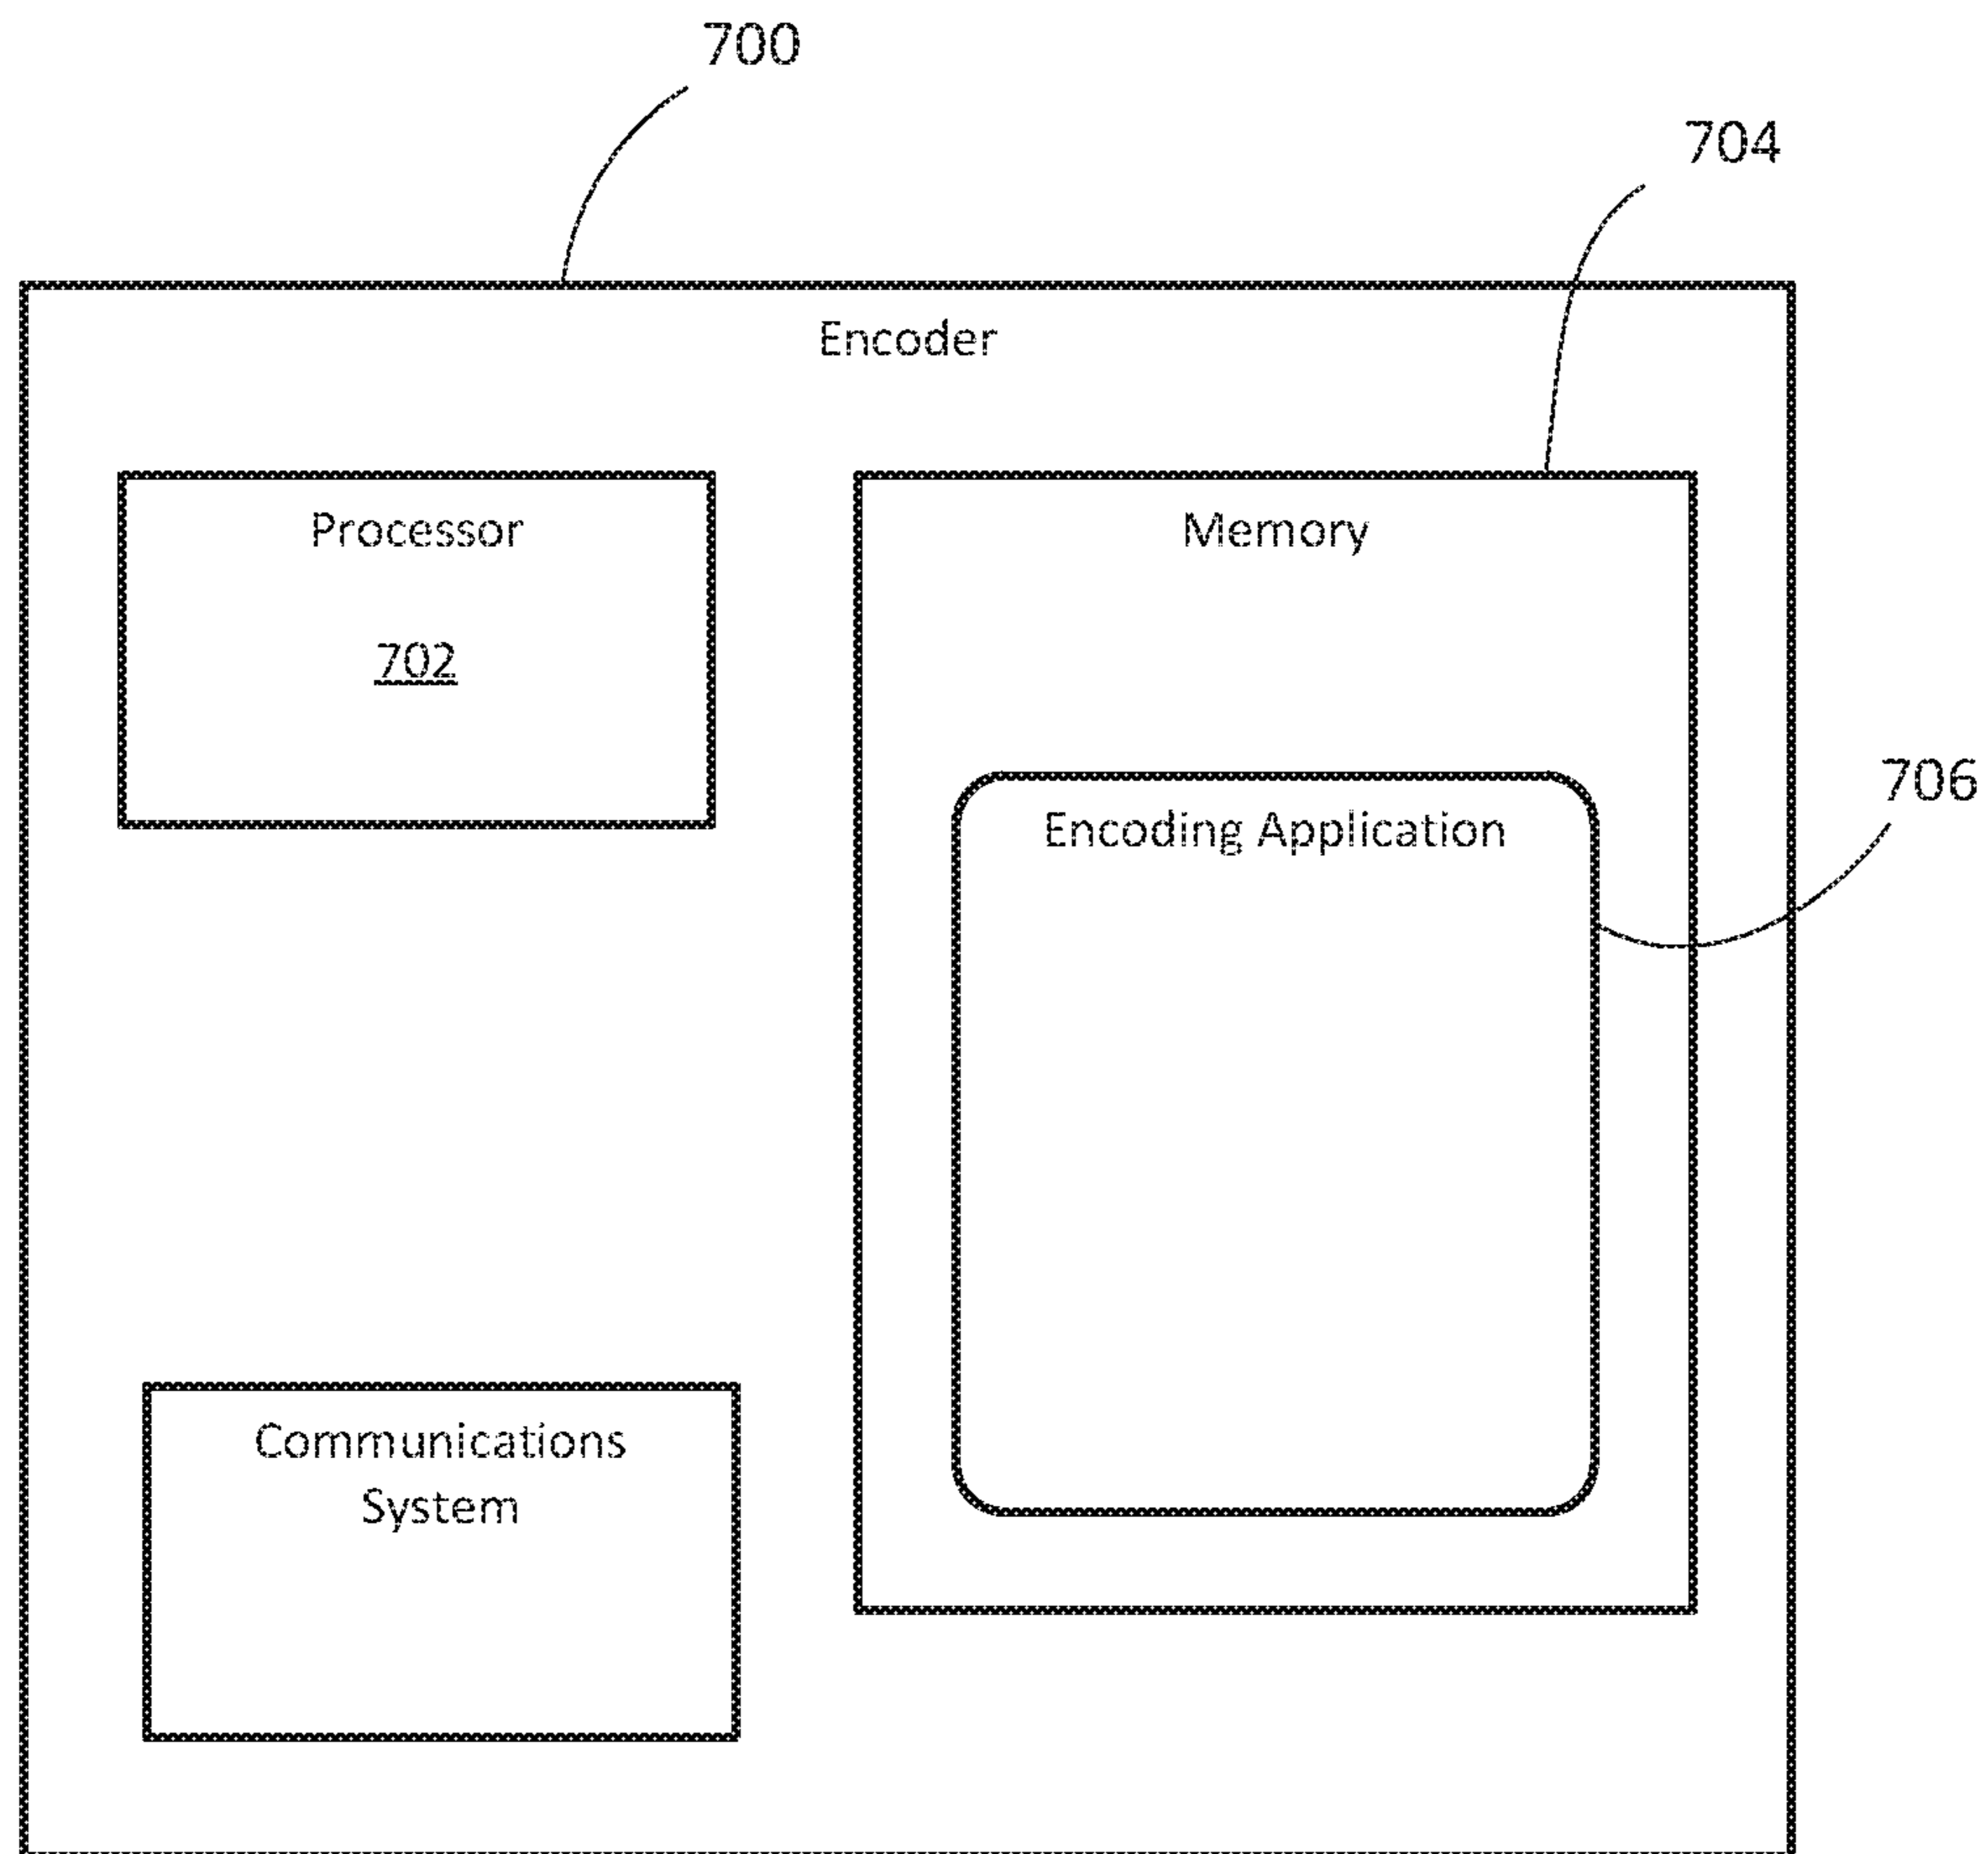 700
704
Encoder
Processor
702
Memory
706
Encoding Application
Communications
System